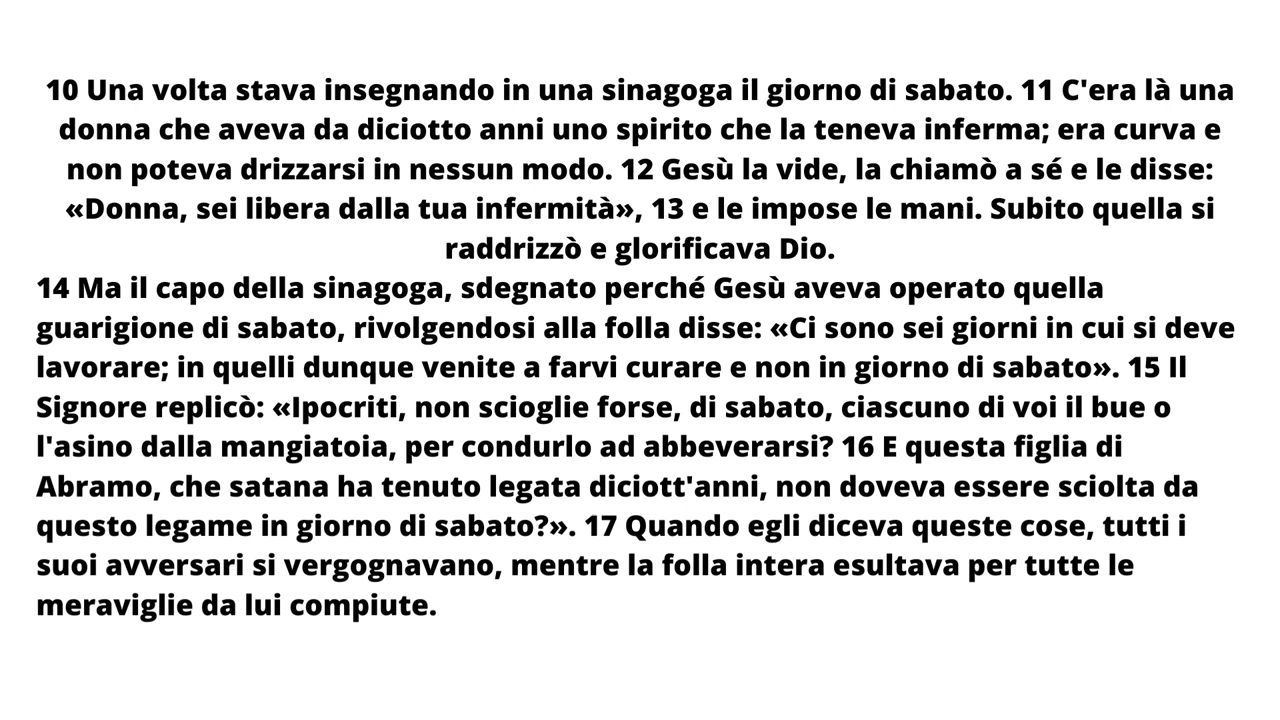 10 Una volta stava insegnando in una sinagoga il giorno di sabato. 11 C'era là una
donna che aveva da diciotto anni uno spirito che la teneva inferma; era curva e
non poteva drizzarsi in nessun modo. 12 Gesù la vide, la chiamò a sé e le disse:
«Donna, sei libera dalla tua infermità», 13 e le impose le mani. Subito quella si
raddrizzò e glorificava Dio.
14 Ma il capo della sinagoga, sdegnato perché Gesù aveva operato quella
guarigione di sabato, rivolgendosi alla folla disse: «Ci sono sei giorni in cui si deve
lavorare; in quelli dunque venite a farvi curare e non in giorno di sabato». 15 Il
Signore replicò: «Ipocriti, non scioglie forse, di sabato, ciascuno di voi il bue o
l'asino dalla mangiatoia, per condurlo ad abbeverarsi? 16 E questa figlia di
Abramo, che satana ha tenuto legata diciott'anni, non doveva essere sciolta da
questo legame in giorno di sabato?». 17 Quando egli diceva queste cose, tutti i
suoi avversari si vergognavano, mentre la folla intera esultava per tutte le
meraviglie da lui compiute.